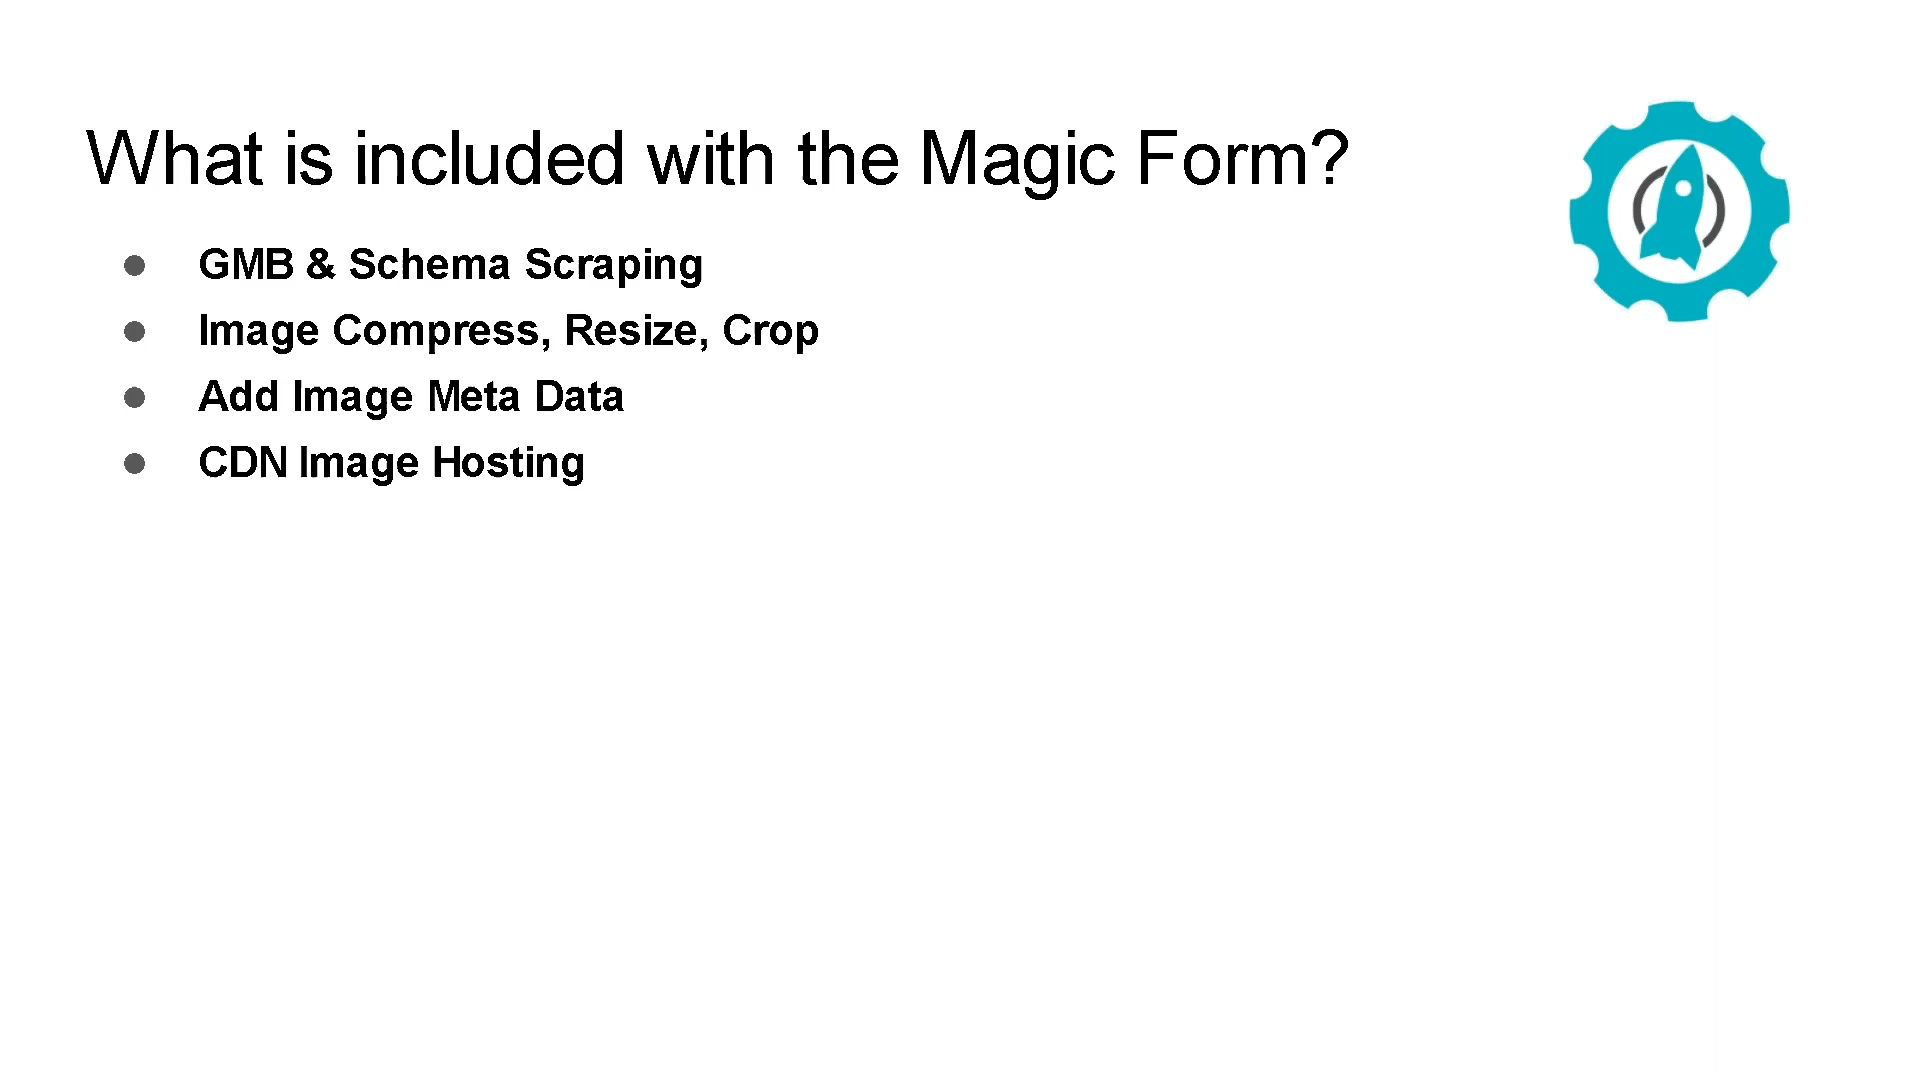 What is included with the Magic Form?
● GMB & Schema Scraping
● Image Compress, Resize, Crop
● Add Image Meta Data
● CDN Image Hosting